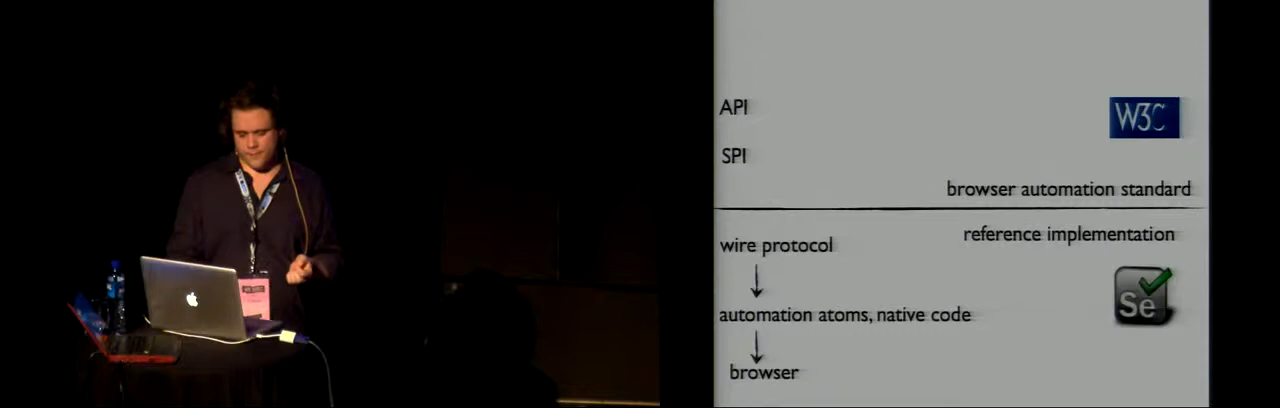 API
W3C
SPI
browser automation standard
reference implementation
wire protocol
Se
automation atoms, native code
browser